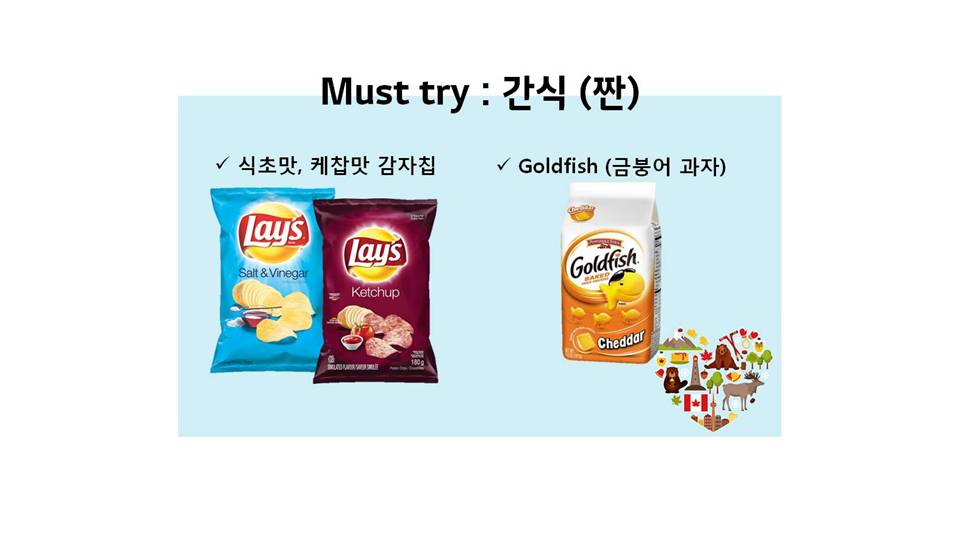 Must try : 간식 (짠)
✓ 식초맛, 케찹맛 감자칩
✓ Goldfish (금붕어 과자)
Lay's
Salt & Vinegar
Lay's
Ketchup
180 g
Cheddar
Goldfish
BAKED
Cheddar